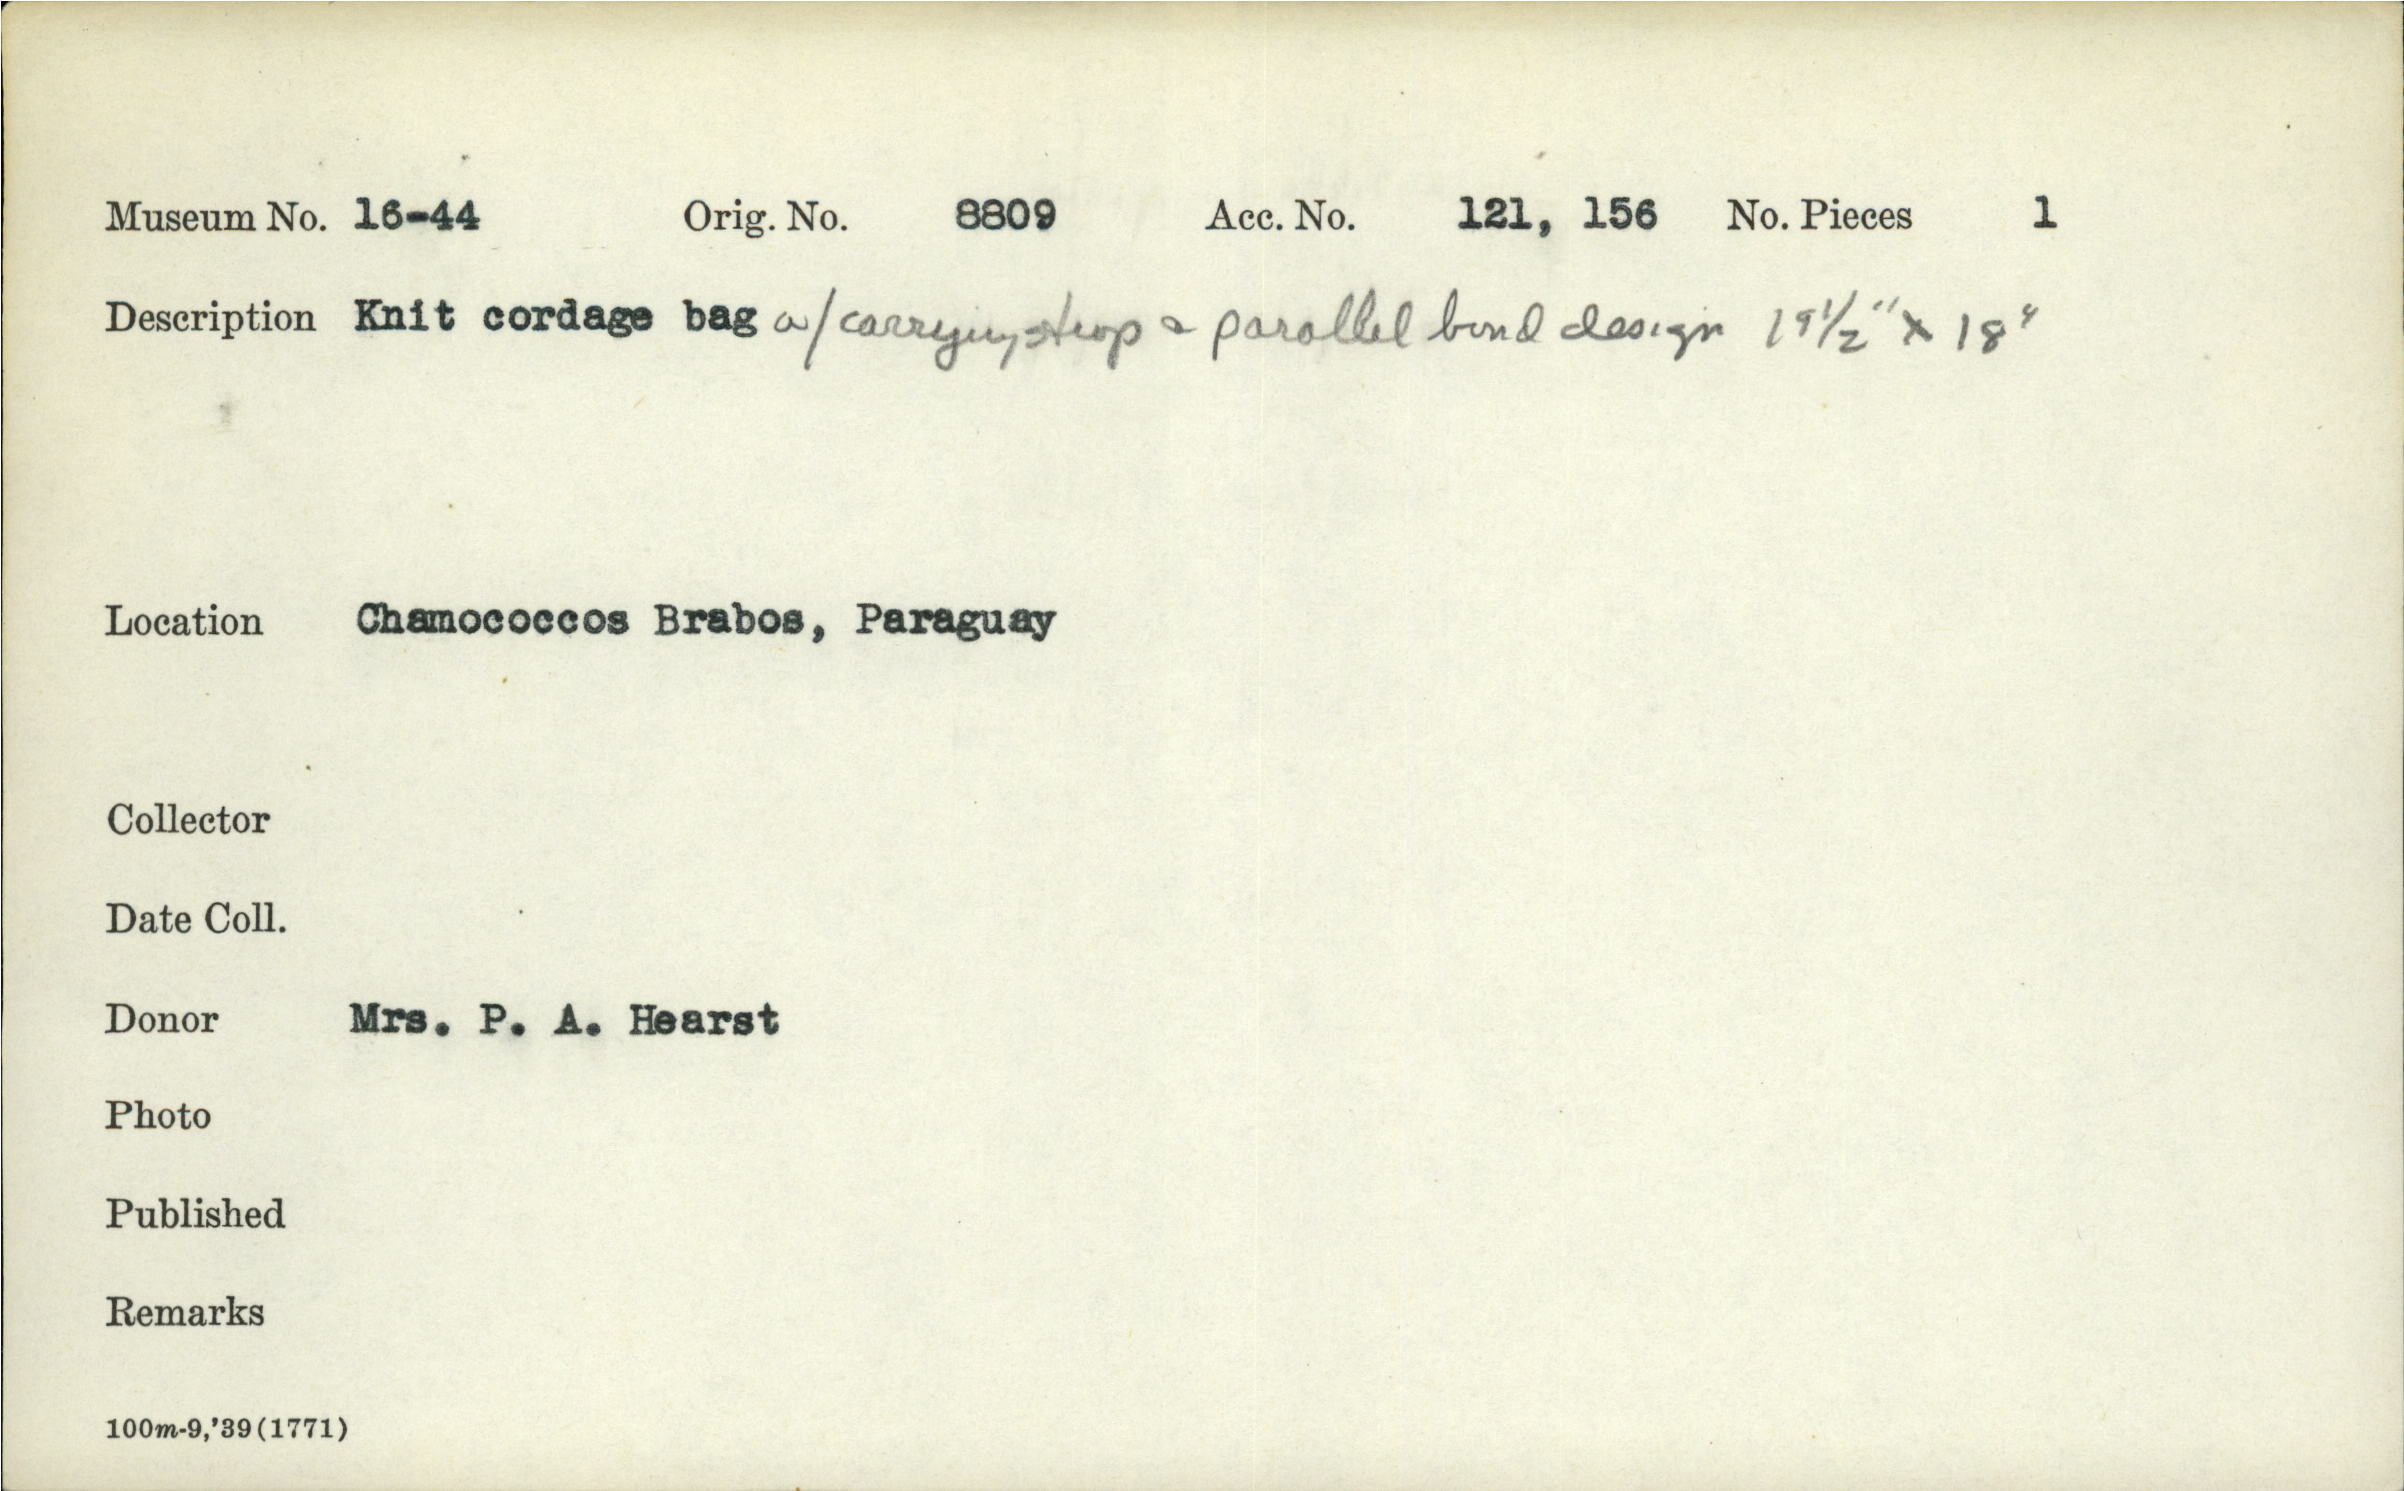 Museum No. 16-44 Orig. No. 8809 Acc. No. 121, 156 No. Pieces 1
Description Knit cordage bag w/ carrying strap & parallel band design 19 1/2" x 18"
Location Chamococcos Brabos, Paraguay
Collector
Date Coll.
Donor Mrs. P. A. Hearst
Photo
Published
Remarks
100m-9,'39(1771)